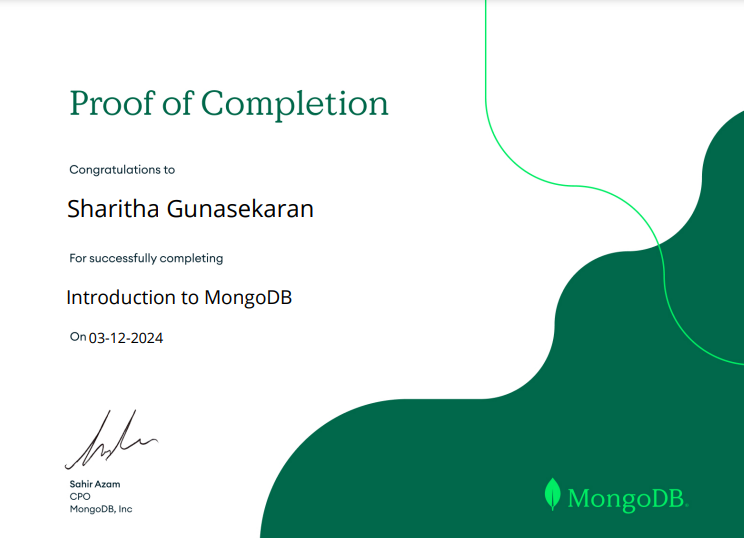 Proof of Completion
Congratulations to
Sharitha Gunasekaran
For successfully completing
Introduction to MongoDB
On 03-12-2024
Sahir Azam
CPO
MongoDB, Inc
MongoDB.